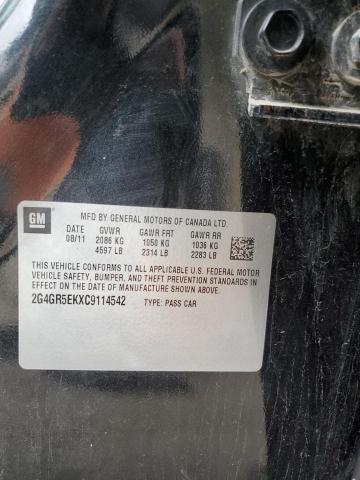 GM
MFD BY GENERAL MOTORS OF CANADA LTD.
DATE GVWR GAWR FRT GAWR RR
08/11 2086 KG 1050 KG 1036 KG
4597 LB 2314 LB 2283 LB
THIS VEHICLE CONFORMS TO ALL APPLICABLE U.S. FEDERAL MOTOR
VEHICLE SAFETY, BUMPER, AND THEFT PREVENTION STANDARDS
IN EFFECT ON THE DATE OF MANUFACTURE SHOWN ABOVE.
2G4GR5EKXC9114542 TYPE: PASS CAR